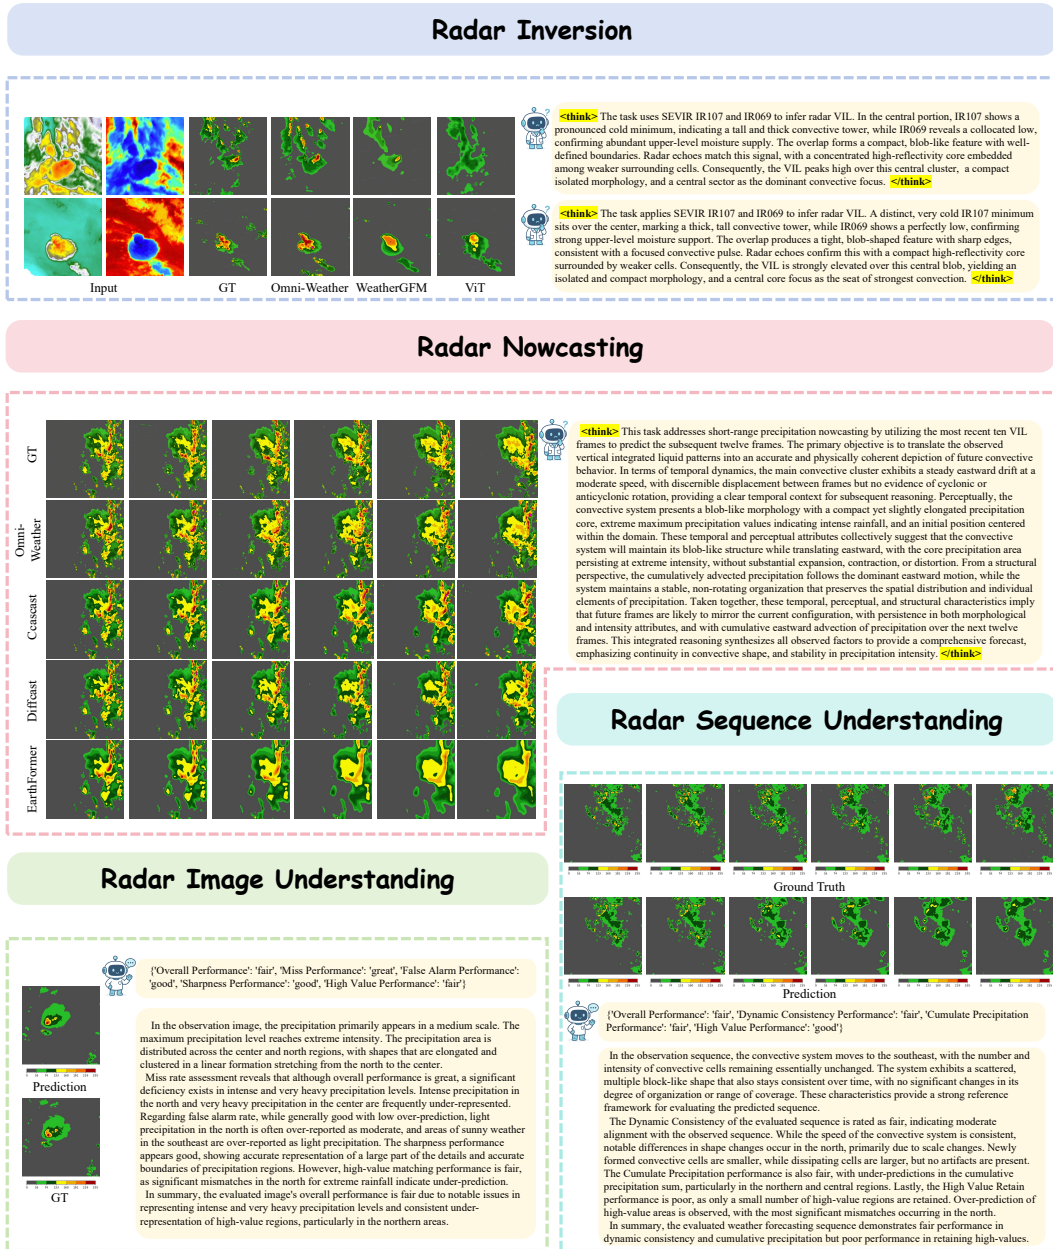 Radar Inversion
<think> The task uses SEVIR IR107 and IR069 to infer radar VIL. In the central portion, IR107 shows a
pronounced cold minimum, indicating a tall and thick convective tower, while IR069 reveals a collocated low,
confirming abundant upper-level moisture supply. The overlap forms a compact, blob-like feature with well-
defined boundaries. Radar echoes match this signal, with a concentrated high-reflectivity core embedded
among weaker surrounding cells. Consequently, the VIL peaks high over this central cluster, a compact
isolated morphology, and a central sector as the dominant convective focus. </think>
<think> The task applies SEVIR IR107 and IR069 to infer radar VIL. A distinct, very cold IR107 minimum
sits over the center, marking a thick, tall convective tower, while IR069 shows a perfectly low, confirming
strong upper-level moisture support. The overlap produces a tight, blob-shaped feature with sharp edges,
consistent with a focused convective pulse. Radar echoes confirm this with a compact high-reflectivity core
surrounded by weaker cells. Consequently, the VIL is strongly elevated over this central blob, yielding an
isolated and compact morphology, and a central core focus as the seat of strongest convection. </think>
Input
GT
Omni-Weather
WeatherGFM
ViT
Radar Nowcasting
GT
Omni-
Weather
Ccascast
Diffcast
EarthFormer
<think> This task addresses short-range precipitation nowcasting by utilizing the most recent ten VIL
frames to predict the subsequent twelve frames. The primary objective is to translate the observed
vertical integrated liquid patterns into an accurate and physically coherent depiction of future convective
behavior. In terms of temporal dynamics, the main convective cluster exhibits a steady eastward drift at a
moderate speed, with discernible displacement between frames but no evidence of cyclonic or
anticyclonic rotation, providing a clear temporal context for subsequent reasoning. Perceptually, the
convective system presents a blob-like morphology with a compact yet slightly elongated precipitation
core, extreme maximum precipitation values indicating intense rainfall, and an initial position centered
within the domain. These temporal and perceptual attributes collectively suggest that the convective
system will maintain its blob-like structure while translating eastward, with the core precipitation area
persisting at extreme intensity, without substantial expansion, contraction, or distortion. From a structural
perspective, the cumulatively advected precipitation follows the dominant eastward motion, while the
system maintains a stable, non-rotating organization that preserves the spatial distribution and individual
elements of precipitation. Taken together, these temporal, perceptual, and structural characteristics imply
that future frames are likely to mirror the current configuration, with persistence in both morphological
and intensity attributes, and with cumulative eastward advection of precipitation over the next twelve
frames. This integrated reasoning synthesizes all observed factors to provide a comprehensive forecast,
emphasizing continuity in convective shape, and stability in precipitation intensity. </think>
Radar Sequence Understanding
Ground Truth
Prediction
{'Overall Performance': 'fair', 'Dynamic Consistency Performance': 'fair', 'Cumulate Precipitation
Performance': 'fair', 'High Value Performance': 'good'}
In the observation sequence, the convective system moves to the southeast, with the number and
intensity of convective cells remaining essentially unchanged. The system exhibits a scattered,
multiple block-like shape that also stays consistent over time, with no significant changes in its
degree of organization or range of coverage. These characteristics provide a strong reference
framework for evaluating the predicted sequence.
The Dynamic Consistency of the evaluated sequence is rated as fair, indicating moderate
alignment with the observed sequence. While the speed of the convective system is consistent,
notable differences in shape changes occur in the north, primarily due to scale changes. Newly
formed convective cells are smaller, while dissipating cells are larger, but no artifacts are present.
The Cumulate Precipitation performance is also fair, with under-predictions in the cumulative
precipitation sum, particularly in the northern and central regions. Lastly, the High Value Retain
performance is poor, as only a small number of high-value regions are retained. Over-prediction of
high-value areas is observed, with the most significant mismatches occurring in the north.
In summary, the evaluated weather forecasting sequence demonstrates fair performance in
dynamic consistency and cumulative precipitation but poor performance in retaining high-values.
Radar Image Understanding
Prediction
GT
{'Overall Performance': 'fair', 'Miss Performance': 'great', 'False Alarm Performance':
'good', 'Sharpness Performance': 'good', 'High Value Performance': 'fair'}
In the observation image, the precipitation primarily appears in a medium scale. The
maximum precipitation level reaches extreme intensity. The precipitation area is
distributed across the center and north regions, with shapes that are elongated and
clustered in a linear formation stretching from the north to the center.
Miss rate assessment reveals that although overall performance is great, a significant
deficiency exists in intense and very heavy precipitation levels. Intense precipitation in
the north and very heavy precipitation in the center are frequently under-represented.
Regarding false alarm rate, while generally good with low over-prediction, light
precipitation in the north is often over-reported as moderate, and areas of sunny weather
in the southeast are over-reported as light precipitation. The sharpness performance
appears good, showing accurate representation of a large part of the details and accurate
boundaries of precipitation regions. However, high-value matching performance is fair,
as significant mismatches in the north for extreme rainfall indicate under-prediction.
In summary, the evaluated image's overall performance is fair due to notable issues in
representing intense and very heavy precipitation levels and consistent under-
representation of high-value regions, particularly in the northern areas.